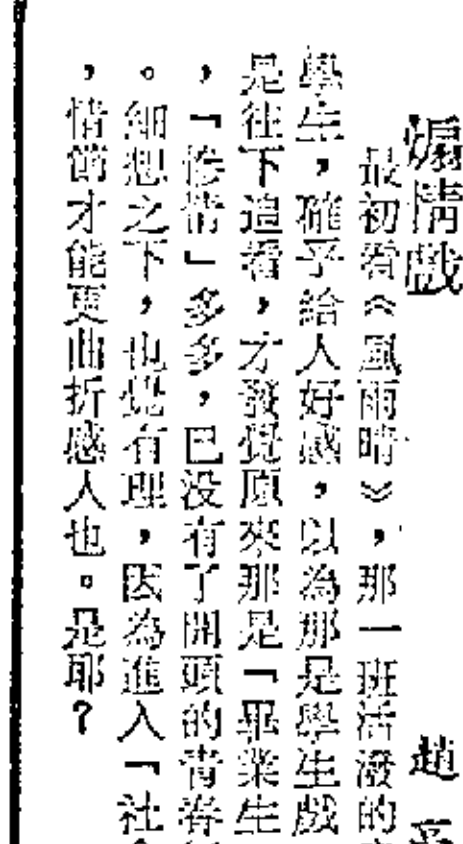 煽情戲
趙
最初看《風雨晴》，那一班活潑的
學生，確乎給人好感，以為那是學生戲
是往下追看，才發覺原來那是「畢業生
，「慘情」多多，已没有了開頭的青春
。細想之下，也覺有理，因為進入「社
，情節才能更曲折感人也。是耶？